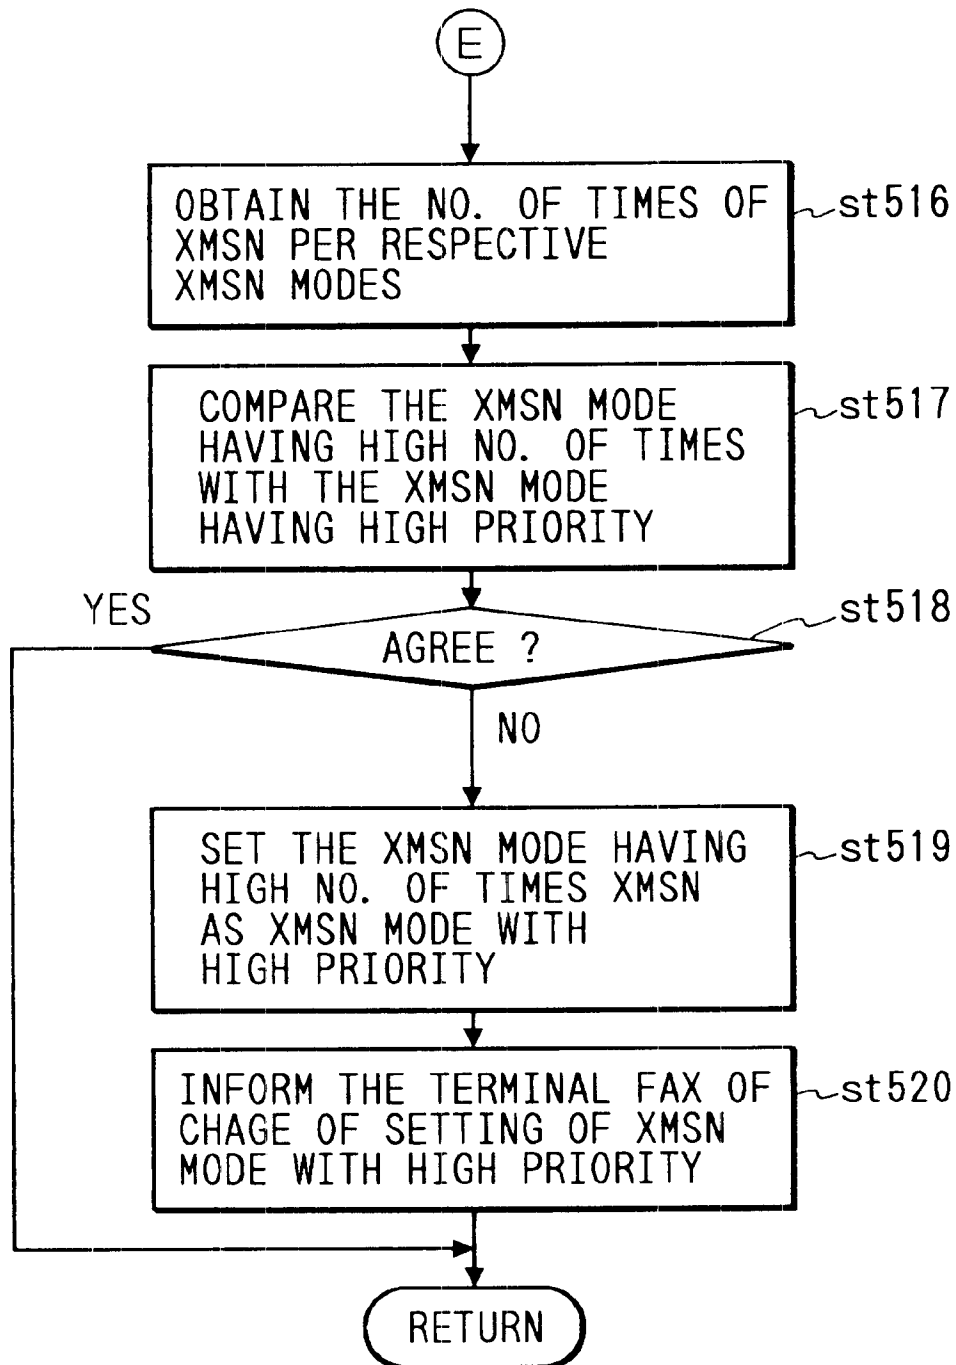 E
OBTAIN THE NO. OF TIMES OF
XMSN PER RESPECTIVE
XMSN MODES
st516
COMPARE THE XMSN MODE
HAVING HIGH NO. OF TIMES
WITH THE XMSN MODE
HAVING HIGH PRIORITY
st517
YES
AGREE ?
st518
NO
SET THE XMSN MODE HAVING
HIGH NO. OF TIMES XMSN
AS XMSN MODE WITH
HIGH PRIORITY
st519
INFORM THE TERMINAL FAX OF
CHAGE OF SETTING OF XMSN
MODE WITH HIGH PRIORITY
st520
RETURN